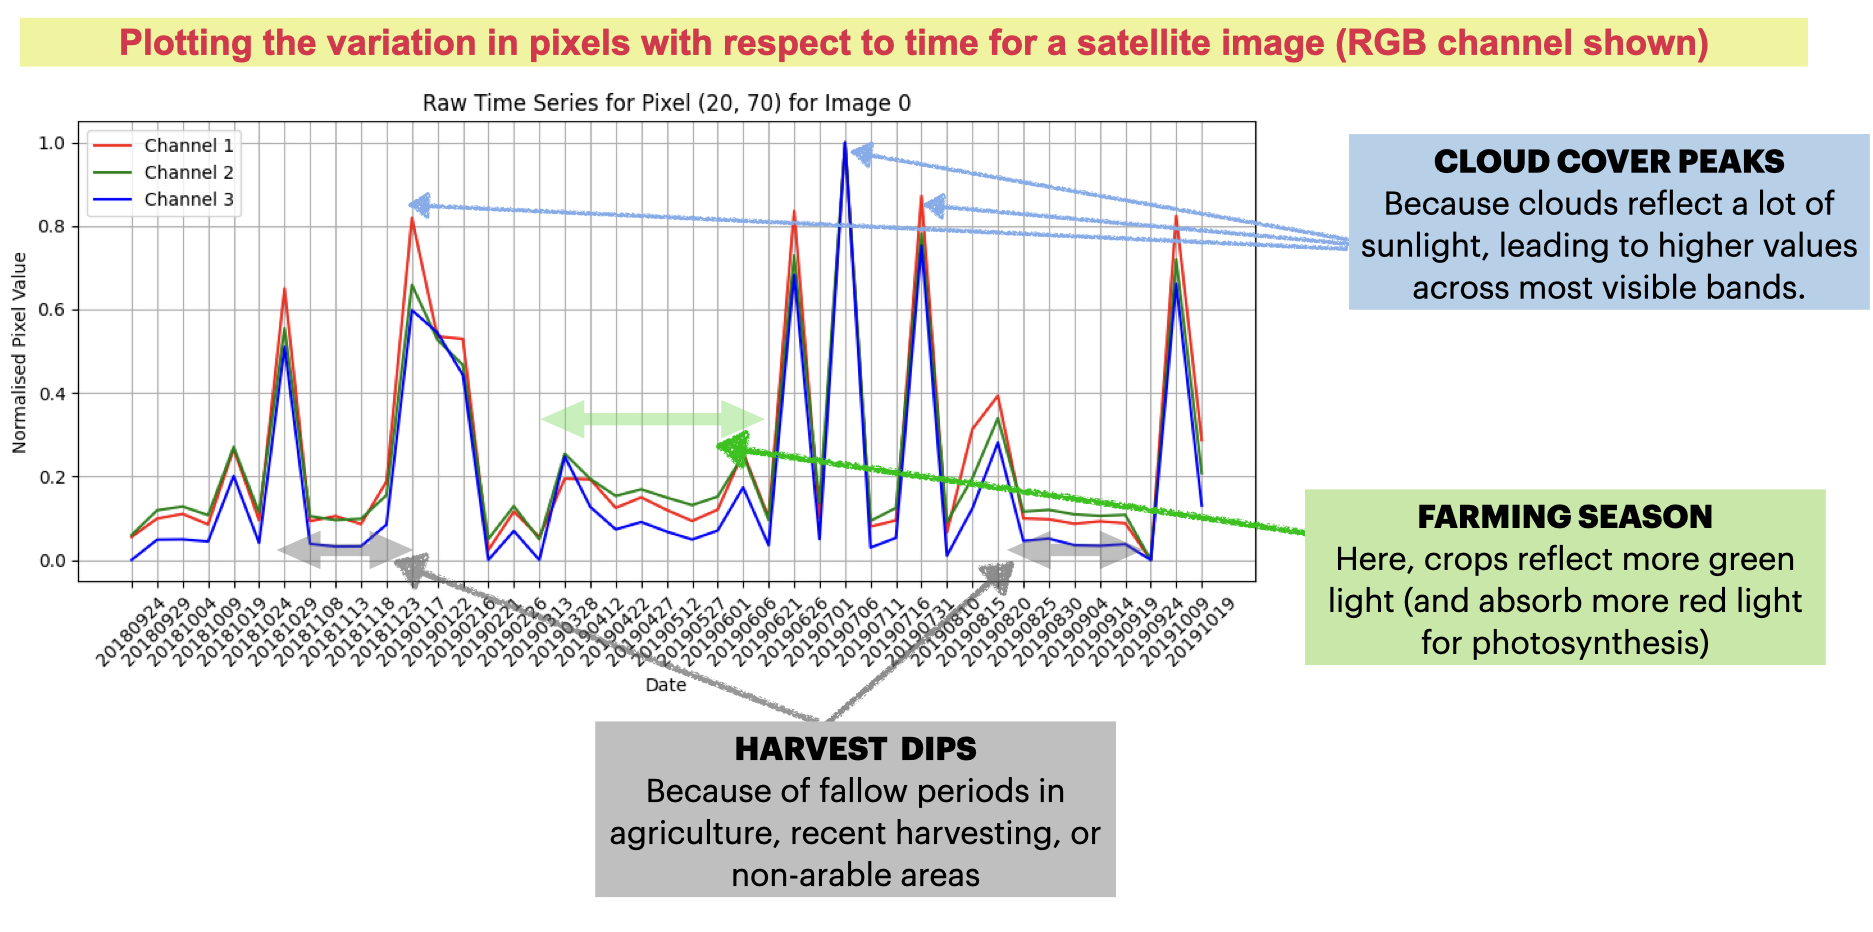 Plotting the variation in pixels with respect to time for a satellite image (RGB channel shown)
Raw Time Series for Pixel (20, 70) for Image 0
Channel 1
Channel 2
Channel 3
1.0
0.8
0.6
0.4
0.2
0.0
Normalised Pixel Value
20180924
20180929
20181004
20181009
20181019
20181024
20181029
20181108
20181113
20181118
20181123
20190117
20190122
20190216
20190221
20190226
20190313
20190328
20190412
20190422
20190427
20190512
20190527
20190601
20190606
20190621
20190626
20190701
20190706
20190711
20190716
20190731
20190810
20190815
20190820
20190825
20190830
20190904
20190914
20190919
20190924
20191009
20191019
Date
CLOUD COVER PEAKS
Because clouds reflect a lot of
sunlight, leading to higher values
across most visible bands.
FARMING SEASON
Here, crops reflect more green
light (and absorb more red light
for photosynthesis)
HARVEST DIPS
Because of fallow periods in
agriculture, recent harvesting, or
non-arable areas